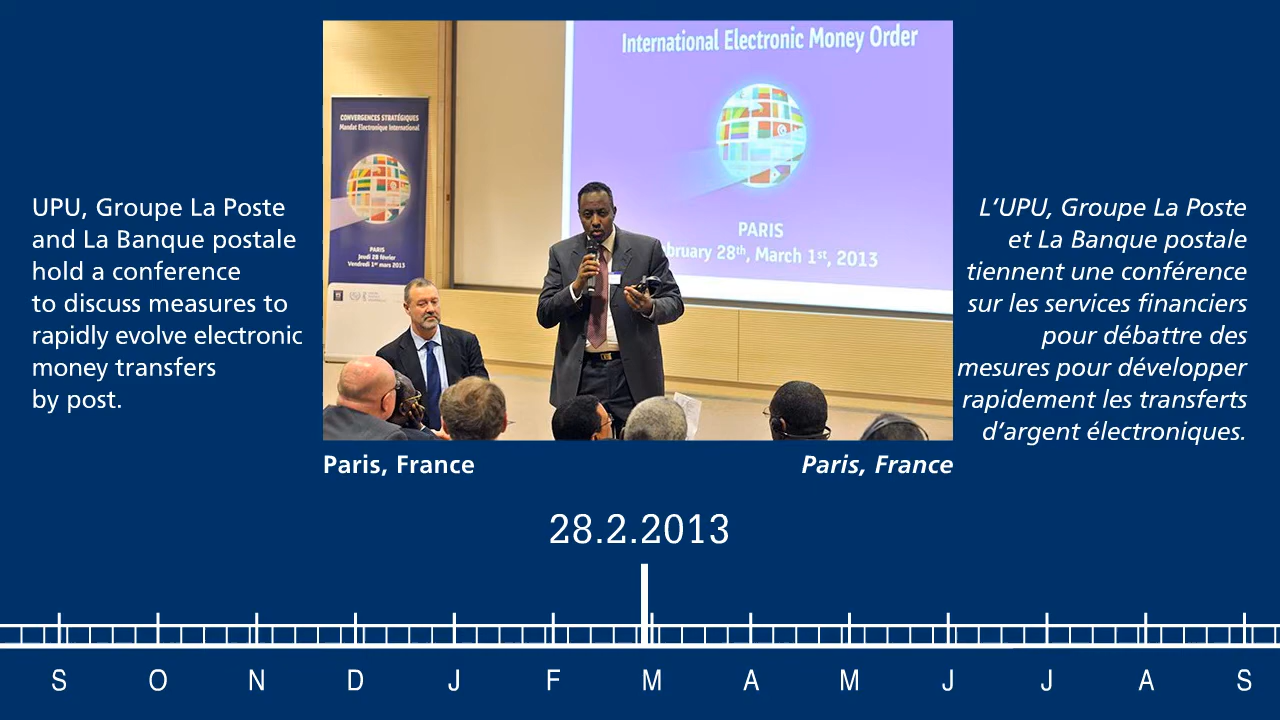 International Electronic Money Order
CONVERGENCES STRATÉGIQUES
Mandat Electronique International
PARIS
Jeudi 28 février
Vendredi 1er mars 2013
PARIS
bruary 28th, March 1st, 2013
UPU, Groupe La Poste
and La Banque postale
hold a conference
to discuss measures to
rapidly evolve electronic
money transfers
by post.
L’UPU, Groupe La Poste
et La Banque postale
tiennent une conférence
sur les services financiers
pour débattre des
mesures pour développer
rapidement les transferts
d’argent électroniques.
Paris, France
Paris, France
28.2.2013
S O N D J F M A M J J A S